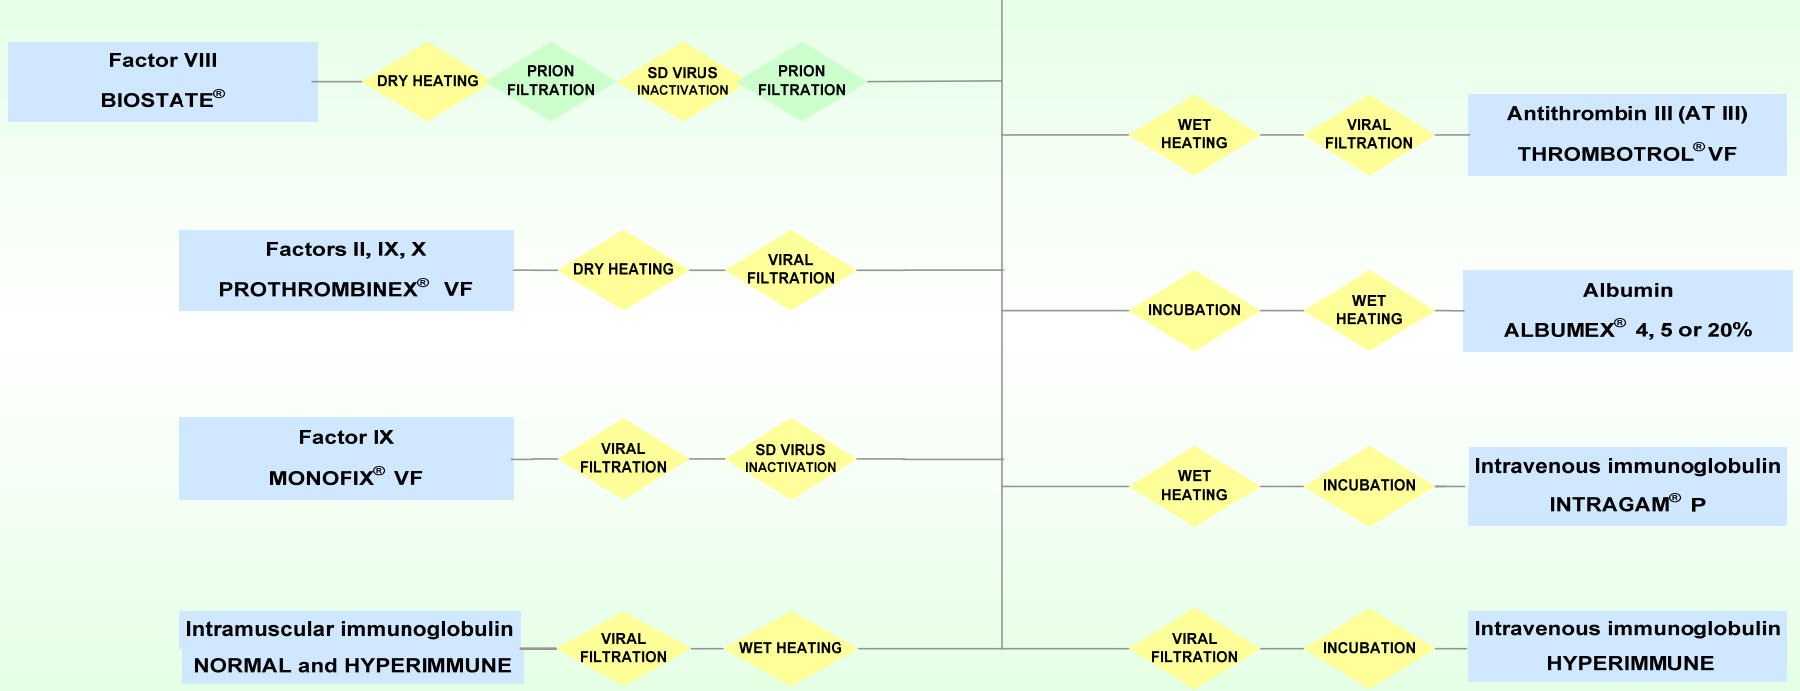 Factor VIII
BIOSTATE®
DRY HEATING
PRION
FILTRATION
SD VIRUS
INACTIVATION
PRION
FILTRATION
WET
HEATING
VIRAL
FILTRATION
Antithrombin III (AT III)
THROMBOTROL® VF
Factors II, IX, X
PROTHROMBINEX® VF
DRY HEATING
VIRAL
FILTRATION
INCUBATION
WET
HEATING
Albumin
ALBUMEX® 4, 5 or 20%
Factor IX
MONOFIX® VF
VIRAL
FILTRATION
SD VIRUS
INACTIVATION
WET
HEATING
INCUBATION
Intravenous immunoglobulin
INTRAGAM® P
Intramuscular immunoglobulin
NORMAL and HYPERIMMUNE
VIRAL
FILTRATION
WET HEATING
VIRAL
FILTRATION
INCUBATION
Intravenous immunoglobulin
HYPERIMMUNE